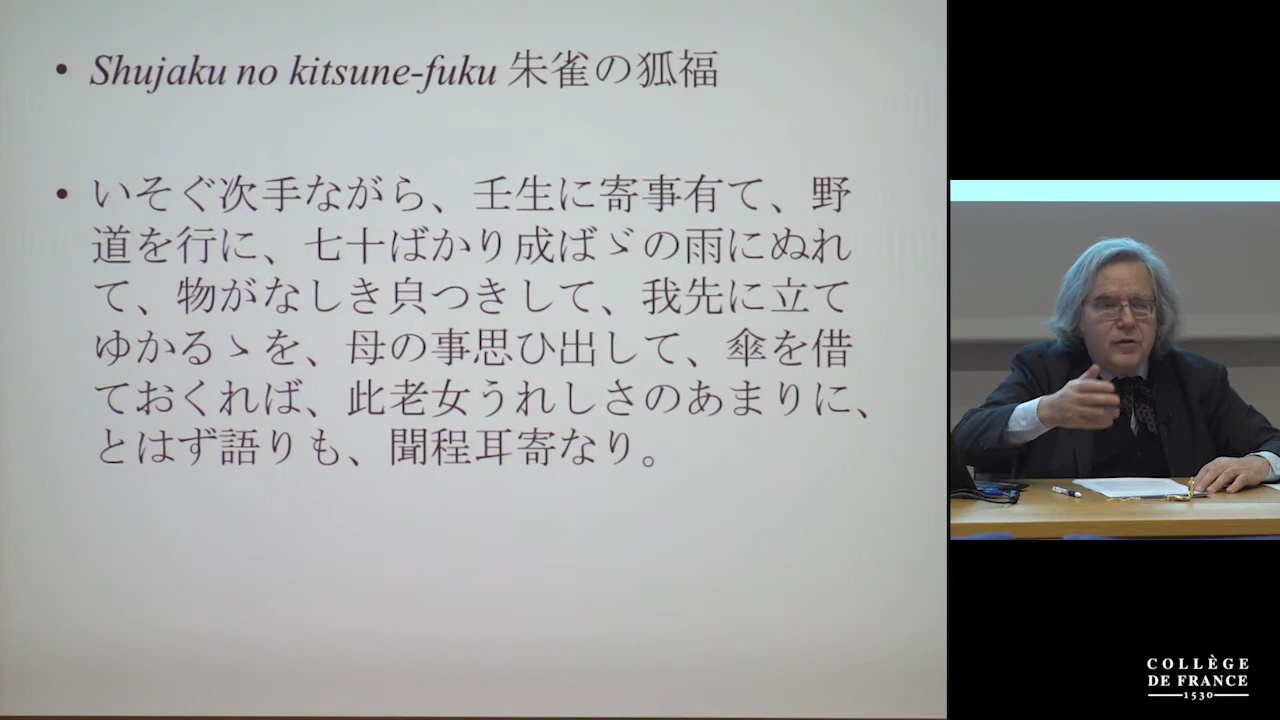 • Shujaku no kitsune-fuku 朱雀の狐福
• いそぐ次手ながら、壬生に寄事有て、野
道を行に、七十ばかり成ばゞの雨にぬれ
て、物がなしき㒵つきして、我先に立て
ゆかるゝを、母の事思ひ出して、傘を借
ておくれば、此老女うれしさのあまりに、
とはず語りも、聞程耳寄なり。
COLLÈGE
DE FRANCE
1530